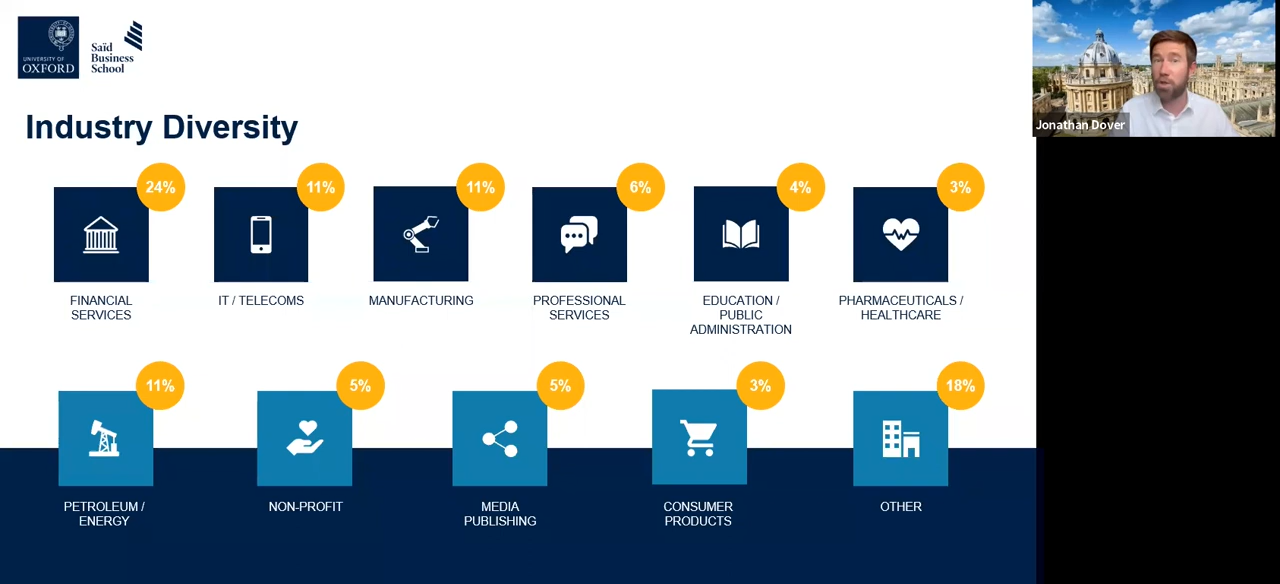 UNIVERSITY OF
OXFORD
Saïd
Business
School
Jonathan Dover
Industry Diversity
24%
11%
11%
6%
4%
3%
FINANCIAL
SERVICES
IT / TELECOMS
MANUFACTURING
PROFESSIONAL
SERVICES
EDUCATION /
PUBLIC
ADMINISTRATION
PHARMACEUTICALS /
HEALTHCARE
11%
5%
5%
3%
18%
PETROLEUM /
ENERGY
NON-PROFIT
MEDIA
PUBLISHING
CONSUMER
PRODUCTS
OTHER